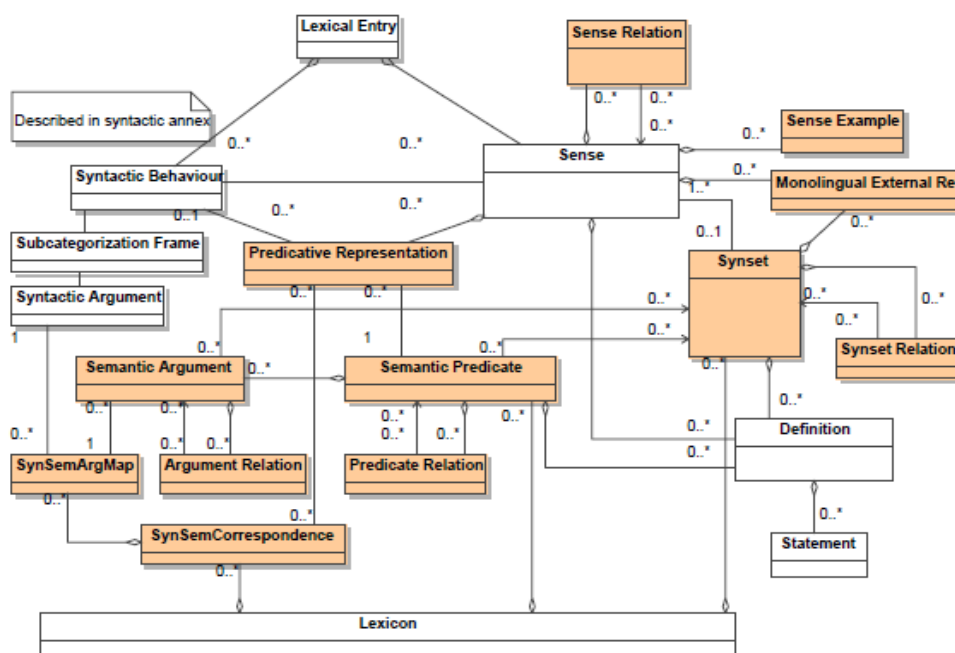 Lexical Entry
Sense Relation
Described in syntactic annex
0..*
0..*
0..*
0..*
0..*
0..*
Sense Example
Sense
0..*
Syntactic Behaviour
Monolingual External Re
0..1
0..*
0..*
1..*
0..*
Subcategorization Frame
Predicative Representation
0..1
Synset
Syntactic Argument
0..*
0..*
0..*
0..*
0..*
1
1
0..*
0..*
0..*
0..*
Synset Relation
Semantic Argument
0..*
Semantic Predicate
0..*
0..*
0..*
0..*
0..*
0..*
1
0..*
0..*
0..*
0..*
0..*
0..*
Definition
SynSemArgMap
Argument Relation
Predicate Relation
0..*
0..*
SynSemCorrespondence
0..*
Statement
0..*
Lexicon